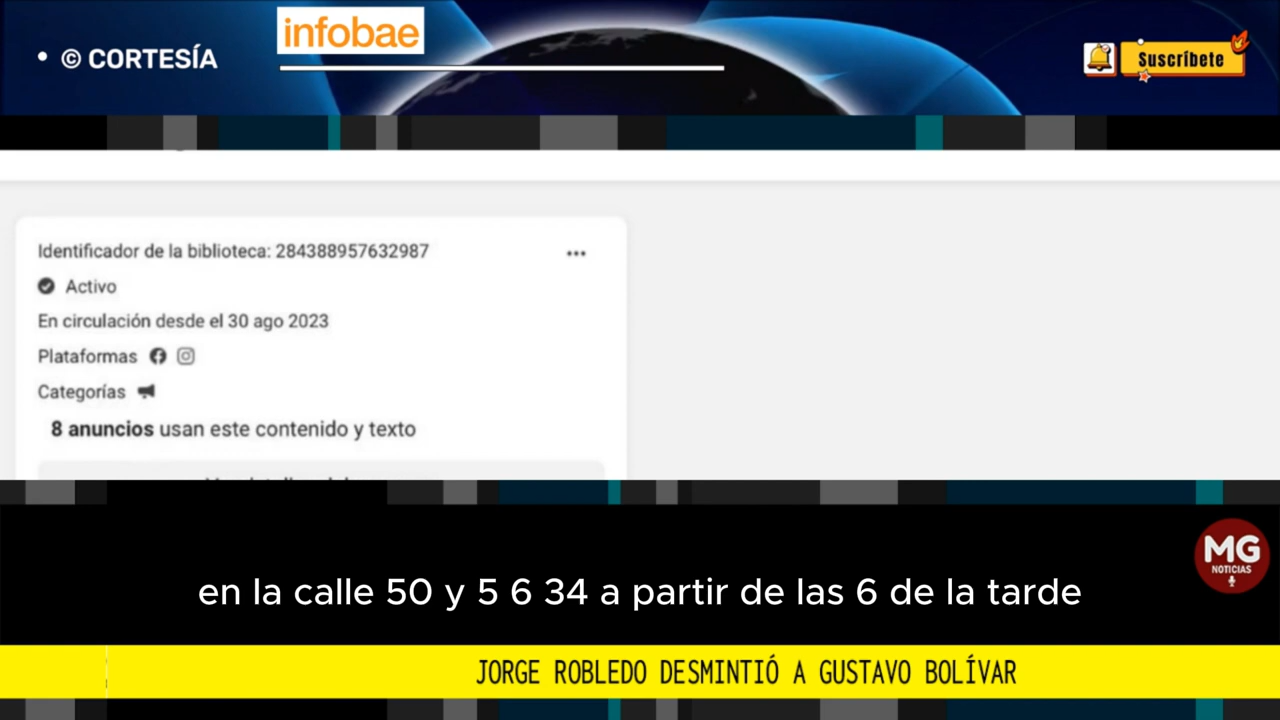 infobae
• © CORTESÍA
Suscríbete
Identificador de la biblioteca: 284388957632987
Activo
En circulación desde el 30 ago 2023
Plataformas
Categorías
8 anuncios usan este contenido y texto
MG
NOTICIAS
en la calle 50 y 5 6 34 a partir de las 6 de la tarde
JORGE ROBLEDO DESMINTIÓ A GUSTAVO BOLÍVAR